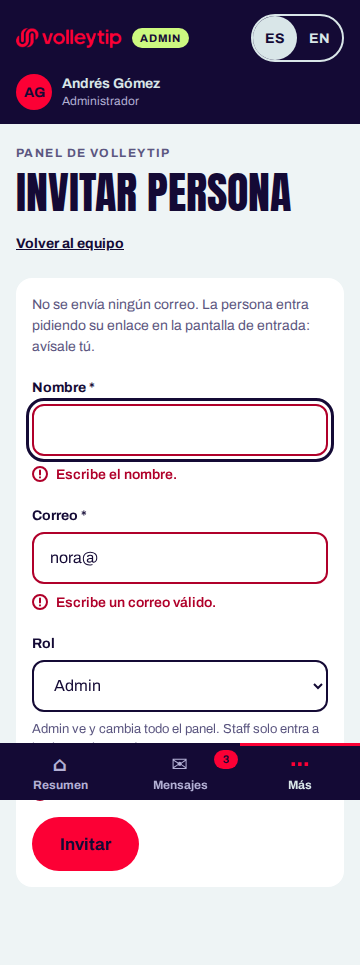 volleytip
ADMIN
ES
EN
AG
Andrés Gómez
Administrador
PANEL DE VOLLEYTIP
INVITAR PERSONA
Volver al equipo
No se envía ningún correo. La persona entra
pidiendo su enlace en la pantalla de entrada:
avísale tú.
Nombre *
Escribe el nombre.
Correo *
nora@
Escribe un correo válido.
Rol
Admin
Admin ve y cambia todo el panel. Staff solo entra a
Resumen
3
Mensajes
Más
Invitar